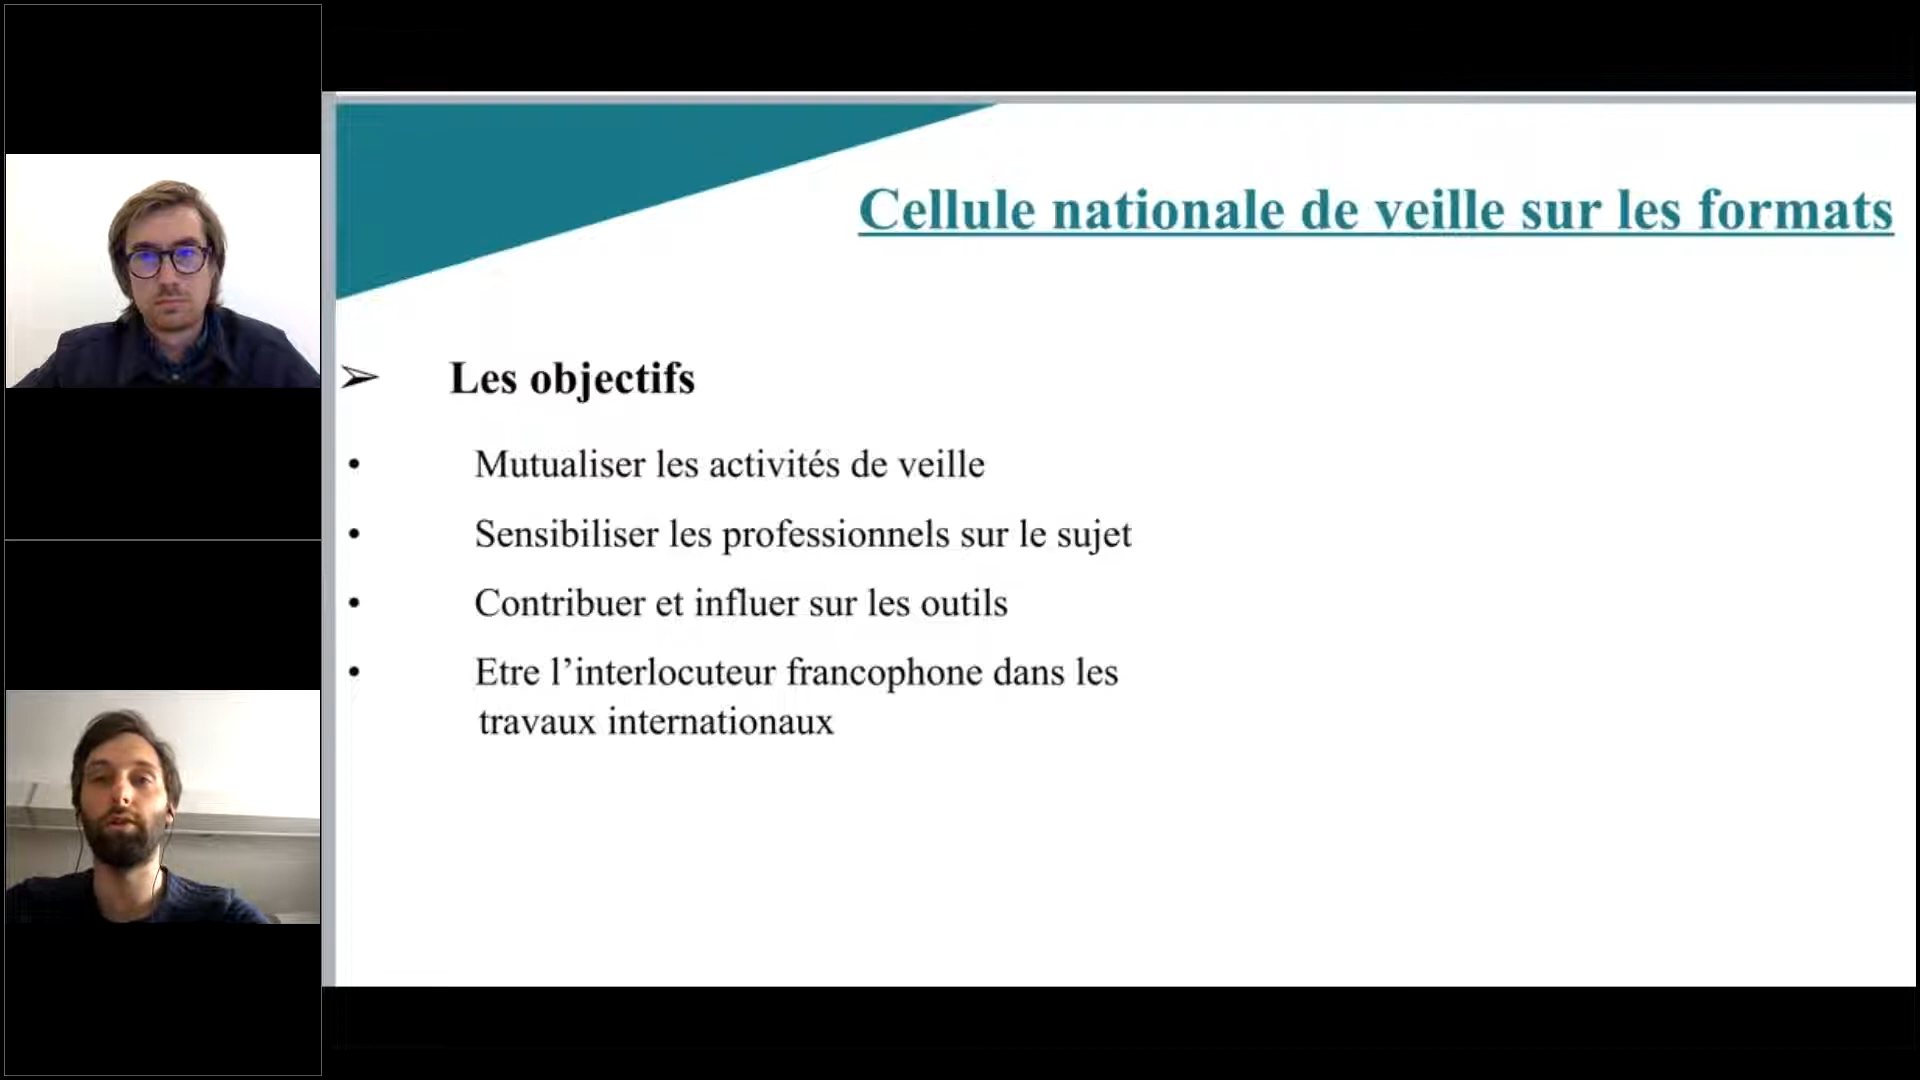 Cellule nationale de veille sur les formats
➢ Les objectifs
• Mutualiser les activités de veille
• Sensibiliser les professionnels sur le sujet
• Contribuer et influer sur les outils
• Etre l’interlocuteur francophone dans les
travaux internationaux